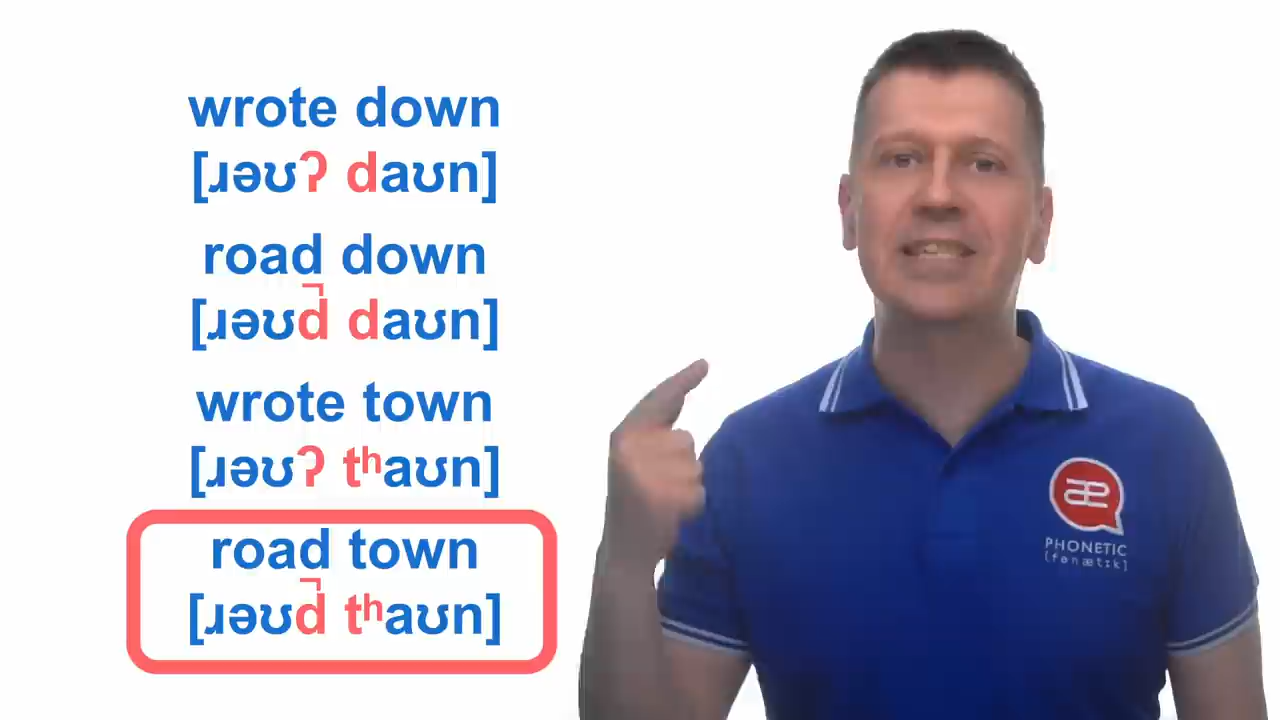 wrote down
[ɹəʊʔ daʊn]
road down
[ɹəʊd̚ daʊn]
wrote town
[ɹəʊʔ tʰaʊn]
road town
[ɹəʊd̚ tʰaʊn]
æ
PHONETIC
[fənætɪk]